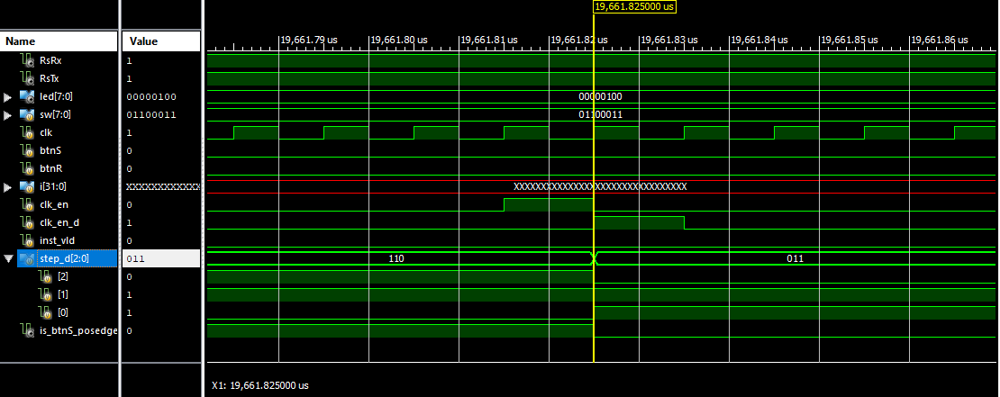 19,661.825000 us
Name Value
19,661.79 us 19,661.80 us 19,661.81 us 19,661.82 us 19,661.83 us 19,661.84 us 19,661.85 us 19,661.86 us
RsRx 1
RsTx 1
led[7:0] 00000100 00000100
sw[7:0] 01100011 01100011
clk 1
btnS 0
btnR 0
i[31:0] XXXXXXXXXXXX XXXXXXXXXXXXXXXXXXXXXXXXXXXXXXXX
clk_en 0
clk_en_d 1
inst_vld 0
step_d[2:0] 011 110 011
[2] 0
[1] 1
[0] 1
is_btnS_posedge 0
X1: 19,661.825000 us